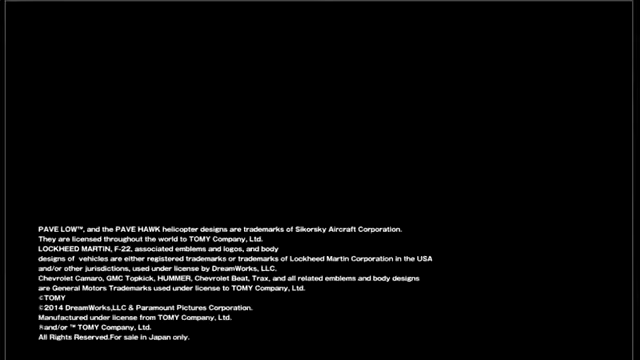 PAVE LOW™, and the PAVE HAWK helicopter designs are trademarks of Sikorsky Aircraft Corporation.
They are licensed throughout the world to TOMY Company, Ltd.
LOCKHEED MARTIN, F-22, associated emblems and logos, and body
designs of vehicles are either registered trademarks or trademarks of Lockheed Martin Corporation in the USA
and/or other jurisdictions, used under license by DreamWorks, LLC.
Chevrolet Camaro, GMC Topkick, HUMMER, Chevrolet Beat, Trax, and all related emblems and body designs
are General Motors Trademarks used under license to TOMY Company, Ltd.
©TOMY
©2014 DreamWorks,LLC & Paramount Pictures Corporation.
Manufactured under license from TOMY Company, Ltd.
®and/or ™ TOMY Company, Ltd.
All Rights Reserved.For sale in Japan only.